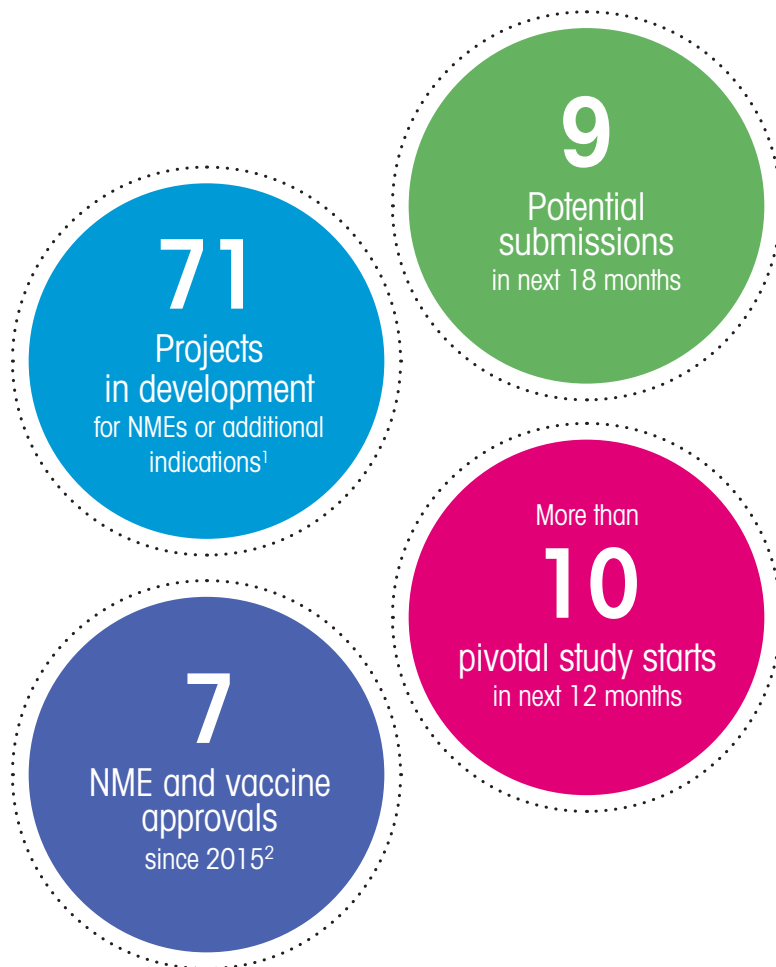 9
Potential
submissions
in next 18 months
71
Projects
in development
for NMEs or additional
indications¹
More than
10
pivotal study starts
in next 12 months
7
NME and vaccine
approvals
since 2015²